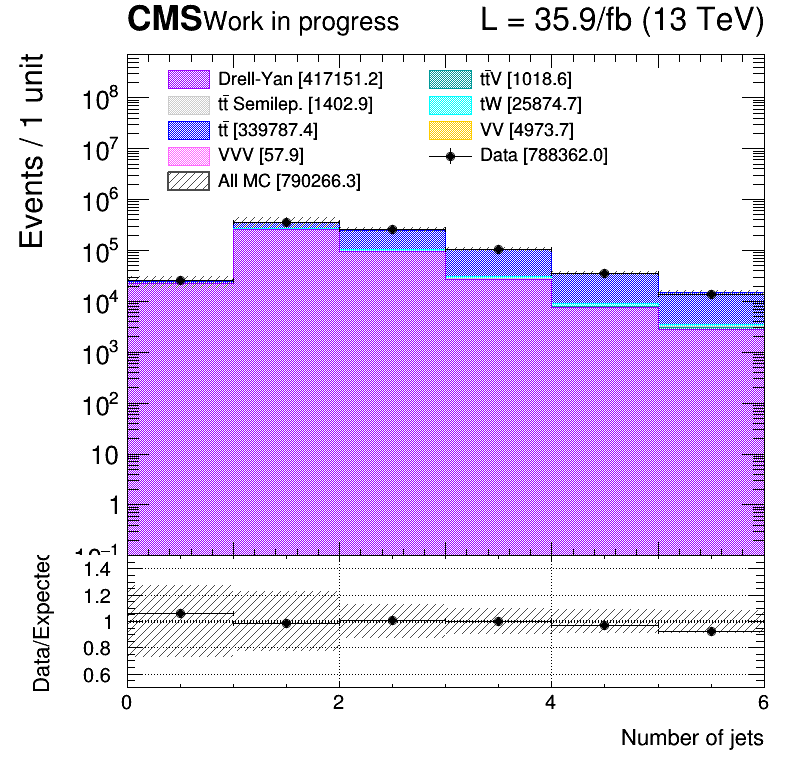 CMS Work in progress L = 35.9/fb (13 TeV)
Events / 1 unit
Drell-Yan [417151.2] tt̄V [1018.6]
tt̄ Semilep. [1402.9] tW [25874.7]
tt̄ [339787.4] VV [4973.7]
VVV [57.9] Data [788362.0]
All MC [790266.3]
10⁸
10⁷
10⁶
10⁵
10⁴
10³
10²
10
1
10⁻¹
Data/Expected
1.4
1.2
1
0.8
0.6
0 2 4 6
Number of jets